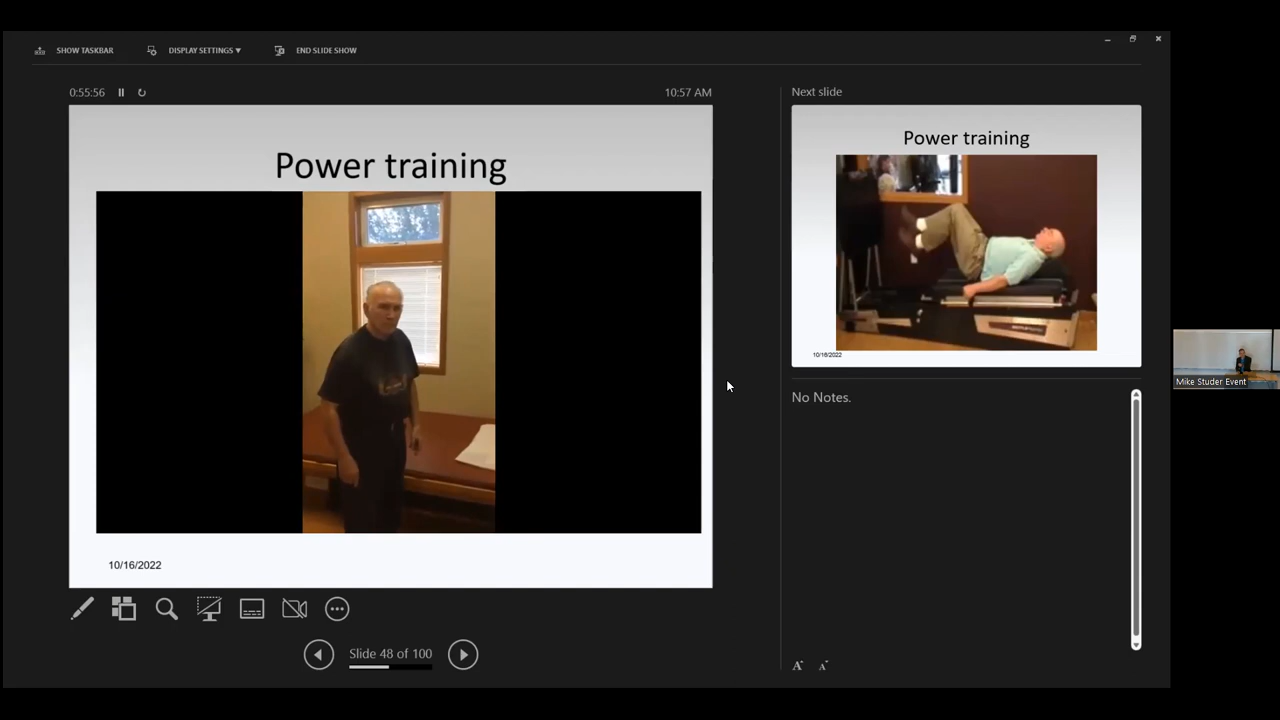 SHOW TASKBAR
DISPLAY SETTINGS ▼
END SLIDE SHOW
0:55:56
10:57 AM
Power training
10/16/2022
Slide 48 of 100
Next slide
Power training
10/16/2022
No Notes.
A A
Mike Studer Event